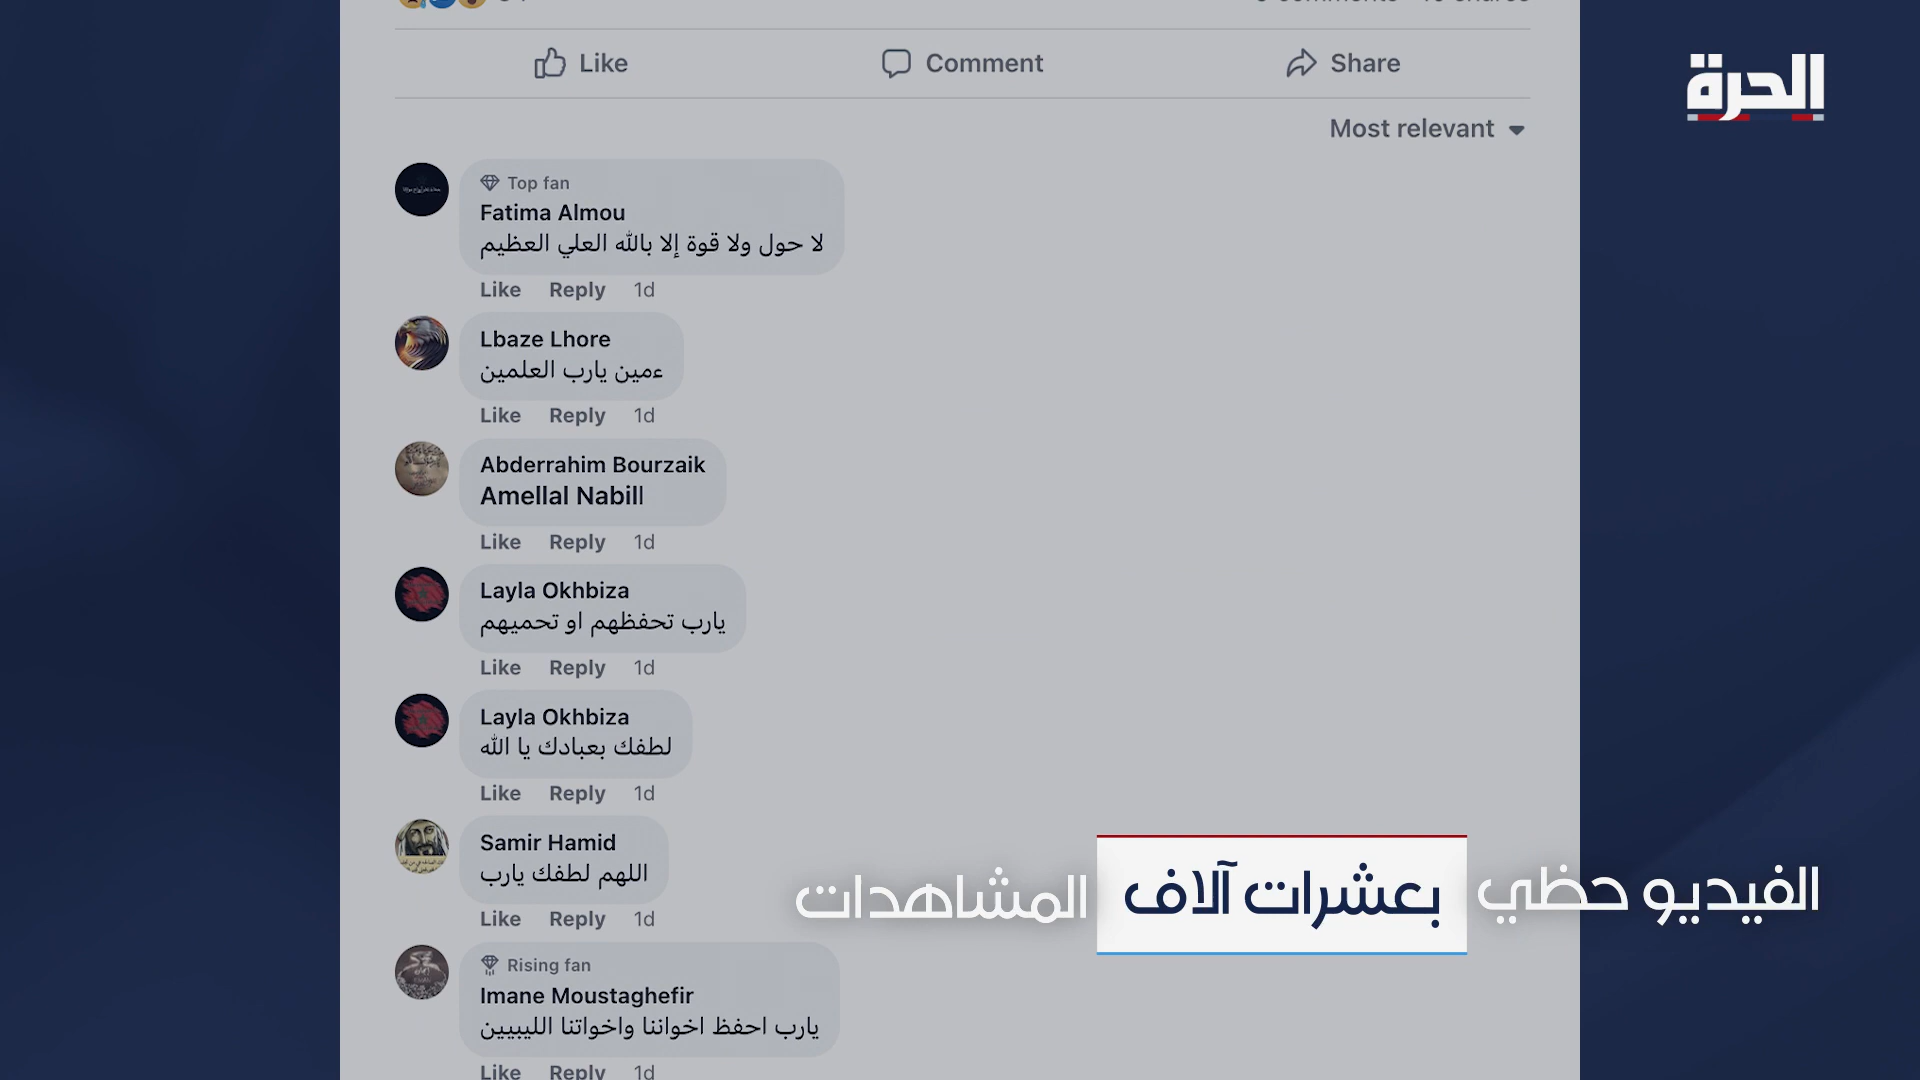 Like Comment Share
الحرة
Most relevant
Top fan
Fatima Almou
لا حول ولا قوة إلا بالله العلي العظيم
Like Reply 1d
Lbaze Lhore
ءمين يارب العلمين
Like Reply 1d
Abderrahim Bourzaik
Amellal Nabill
Like Reply 1d
Layla Okhbiza
يارب تحفظهم او تحميهم
Like Reply 1d
Layla Okhbiza
لطفك بعبادك يا الله
Like Reply 1d
Samir Hamid
اللهم لطفك يارب
Like Reply 1d
الفيديو حظي بعشرات آلاف المشاهدات
Rising fan
Imane Moustaghefir
يارب احفظ اخواننا واخواتنا الليبيين
Like Reply 1d